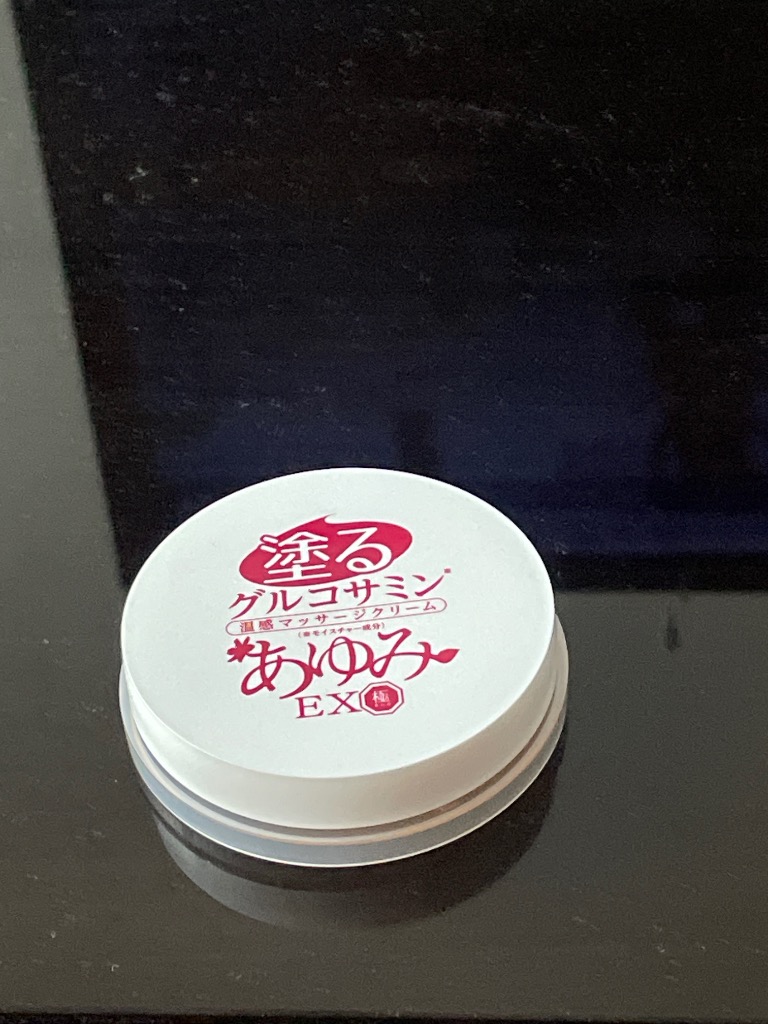 塗る
グルコサミン※
温感マッサージクリーム
(※モイスチャー成分)
あゆみ
EX 極